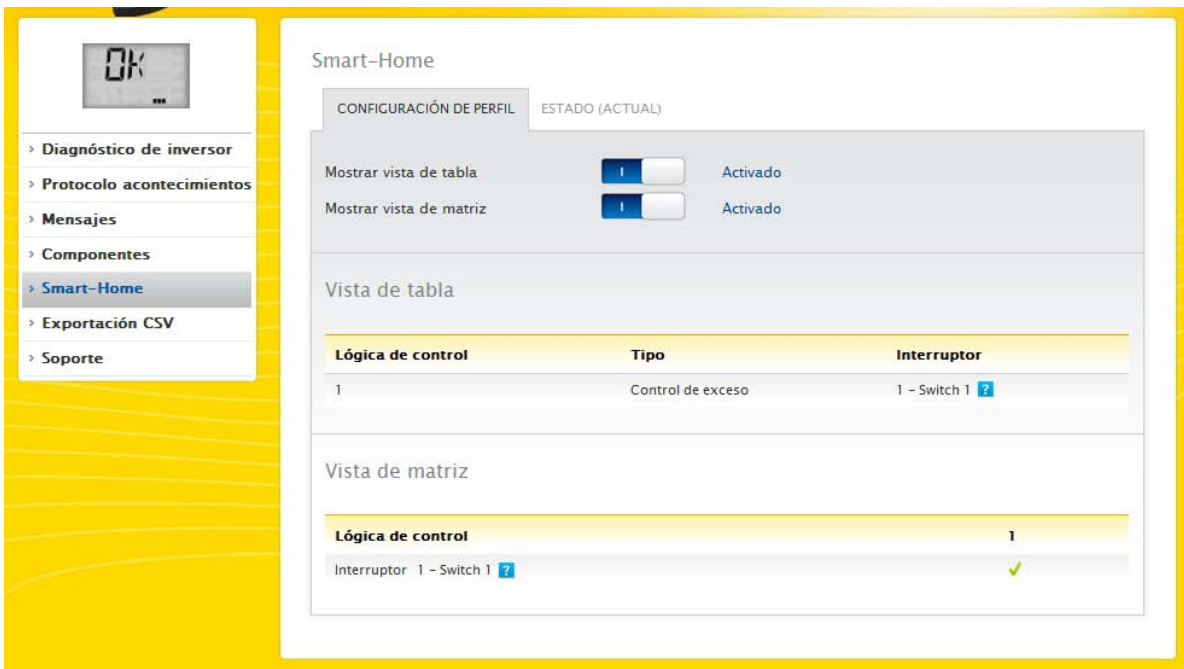 OK
Diagnóstico de inversor
Protocolo acontecimientos
Mensajes
Componentes
Smart-Home
Exportación CSV
Soporte
Smart-Home
CONFIGURACIÓN DE PERFIL ESTADO (ACTUAL)
Mostrar vista de tabla I Activado
Mostrar vista de matriz I Activado
Vista de tabla
Lógica de control Tipo Interruptor
1 Control de exceso 1 - Switch 1 ?
Vista de matriz
Lógica de control 1
Interruptor 1 - Switch 1 ?